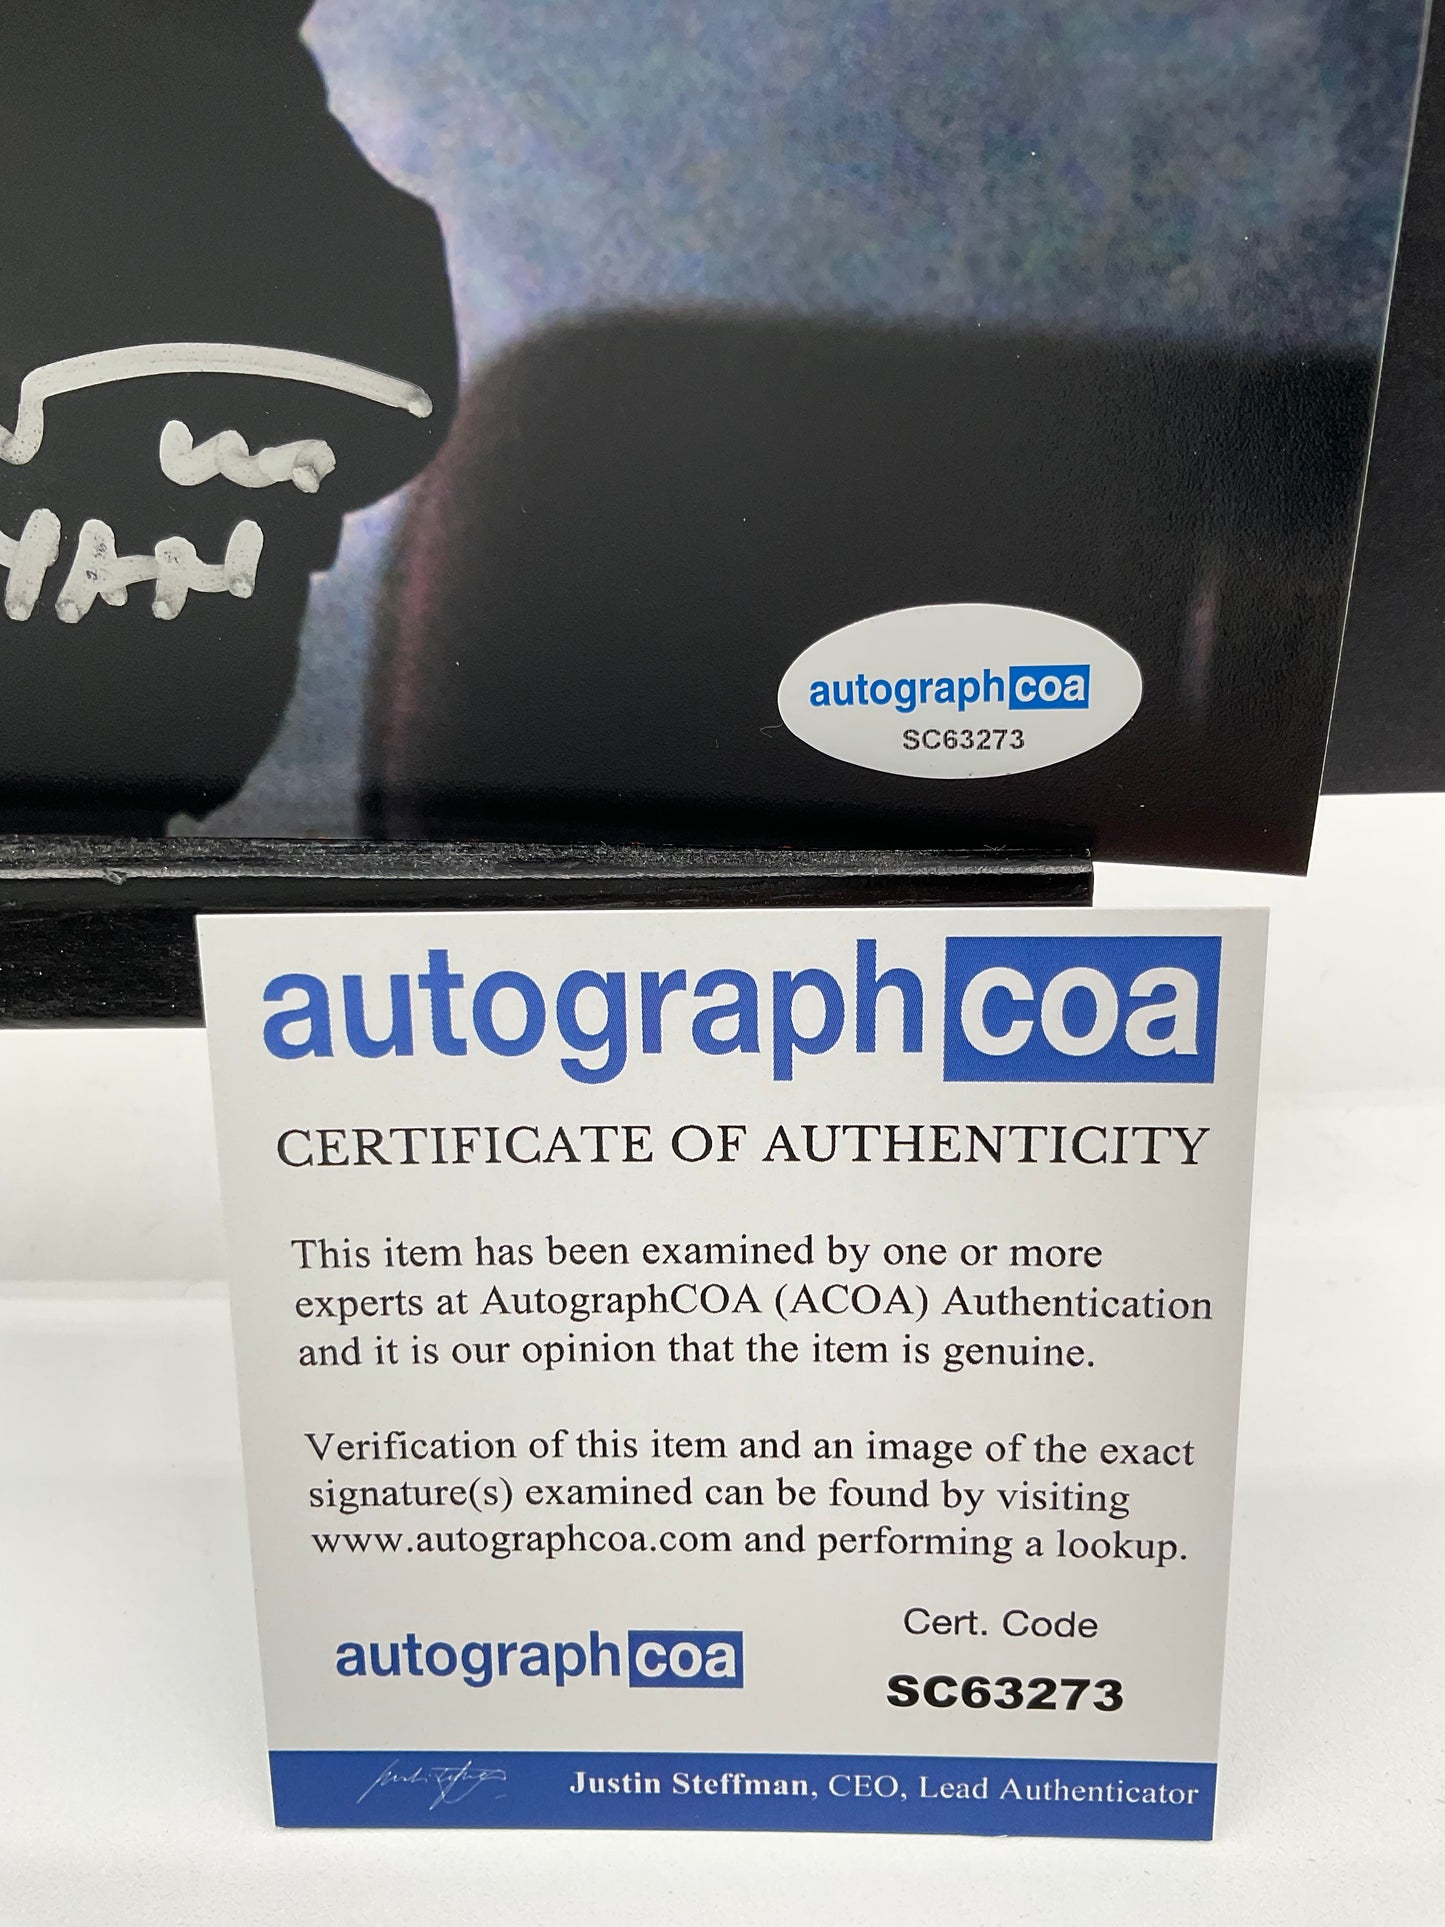 YAN
autographcoa
SC63273
autographcoa
CERTIFICATE OF AUTHENTICITY
This item has been examined by one or more
experts at AutographCOA (ACOA) Authentication
and it is our opinion that the item is genuine.
Verification of this item and an image of the exact
signature(s) examined can be found by visiting
www.autographcoa.com and performing a lookup.
Cert. Code
autographcoa
SC63273
Justin Steffman, CEO, Lead Authenticator